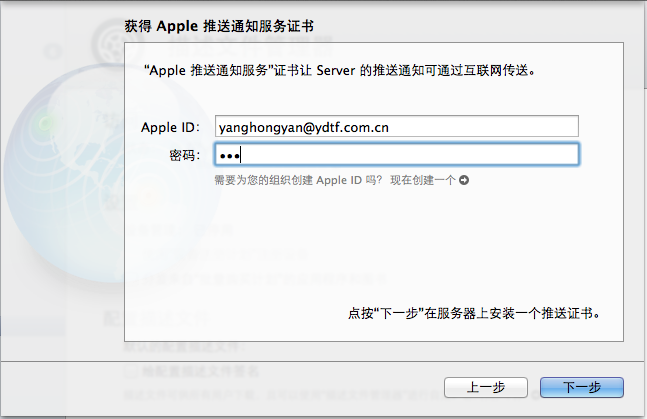 获得 Apple 推送通知服务证书
“Apple 推送通知服务”证书让 Server 的推送通知可通过互联网传送。
Apple ID: yanghongyan@ydtf.com.cn
密码: •••
需要为您的组织创建 Apple ID 吗? 现在创建一个
点按“下一步”在服务器上安装一个推送证书。
上一步 下一步